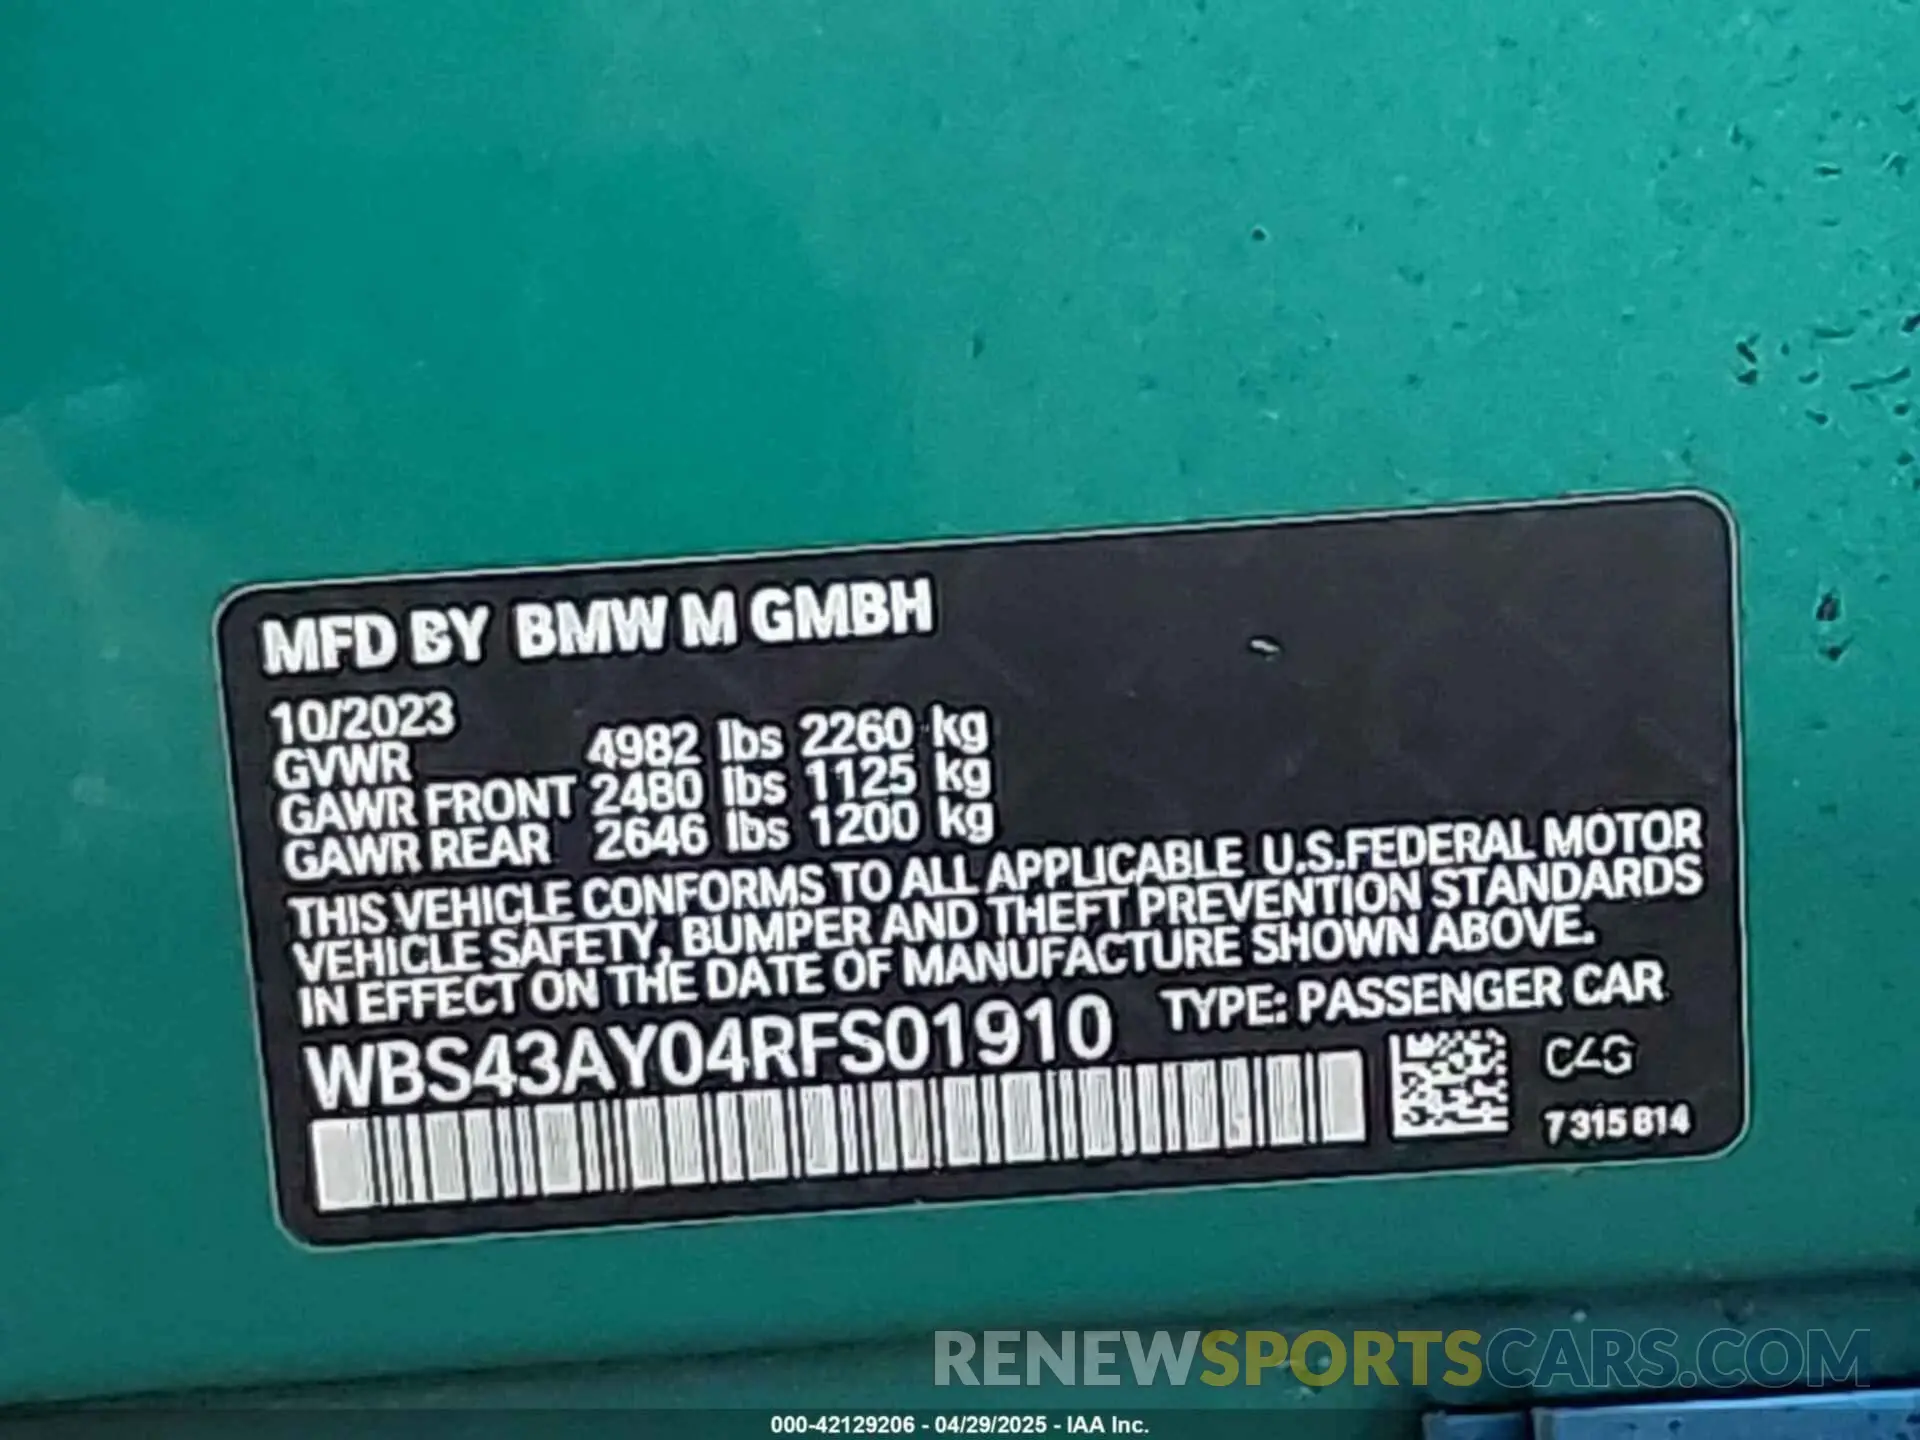 MFD BY BMW M GMBH
10/2023
GVWR 4982 lbs 2260 kg
GAWR FRONT 2480 lbs 1125 kg
GAWR REAR 2646 lbs 1200 kg
THIS VEHICLE CONFORMS TO ALL APPLICABLE U.S.FEDERAL MOTOR
VEHICLE SAFETY, BUMPER AND THEFT PREVENTION STANDARDS
IN EFFECT ON THE DATE OF MANUFACTURE SHOWN ABOVE.
WBS43AY04RFS01910 TYPE: PASSENGER CAR
C4G
7 315 814
RENEWSPORTSCARS.COM
000-42129206 - 04/29/2025 - IAA Inc.